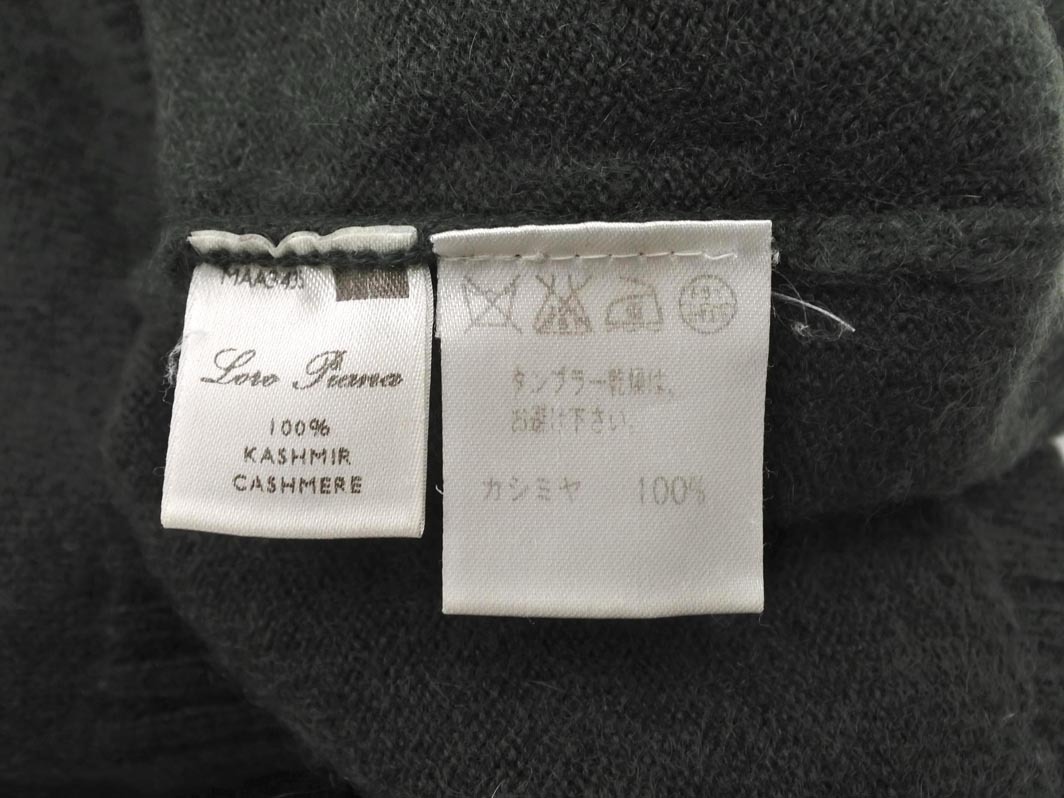 MAA3435
Loro Piana
100%
KASHMIR
CASHMERE
タンブラー乾燥は、
お避け下さい。
カシミヤ 100%